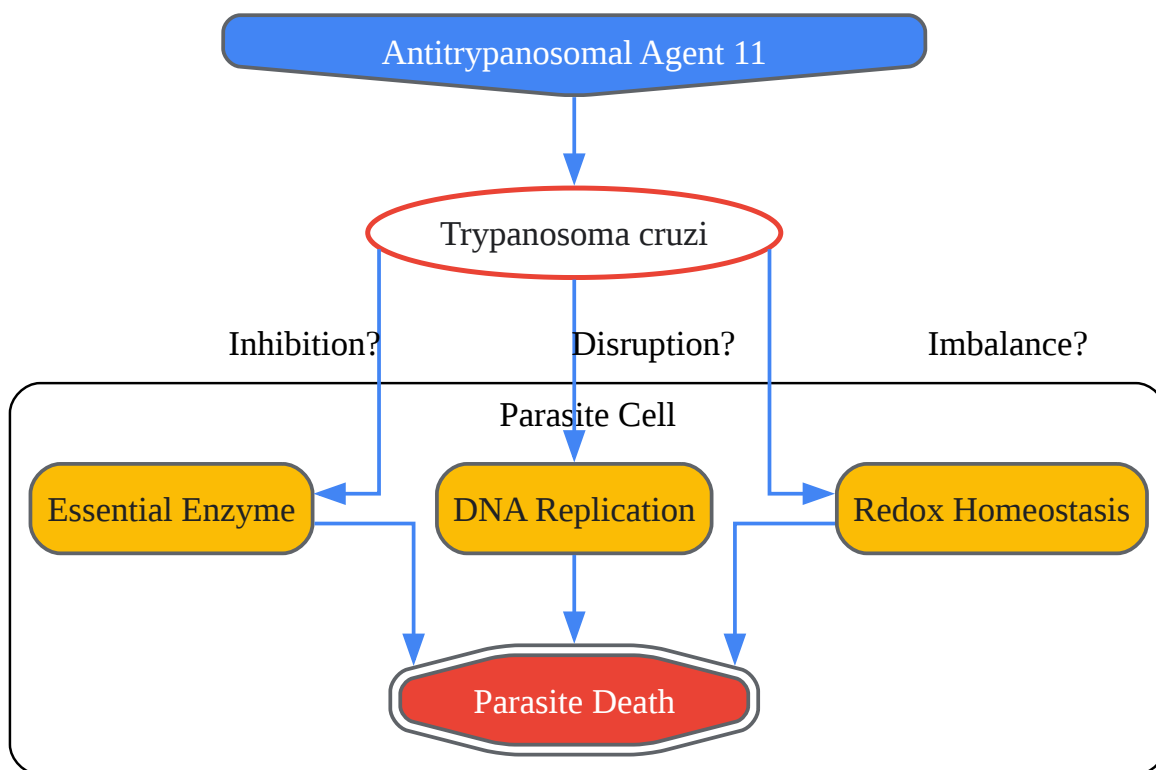 Antitrypanosomal Agent 11
Trypanosoma cruzi
Inhibition?
Disruption?
Imbalance?
Parasite Cell
Essential Enzyme
DNA Replication
Redox Homeostasis
Parasite Death